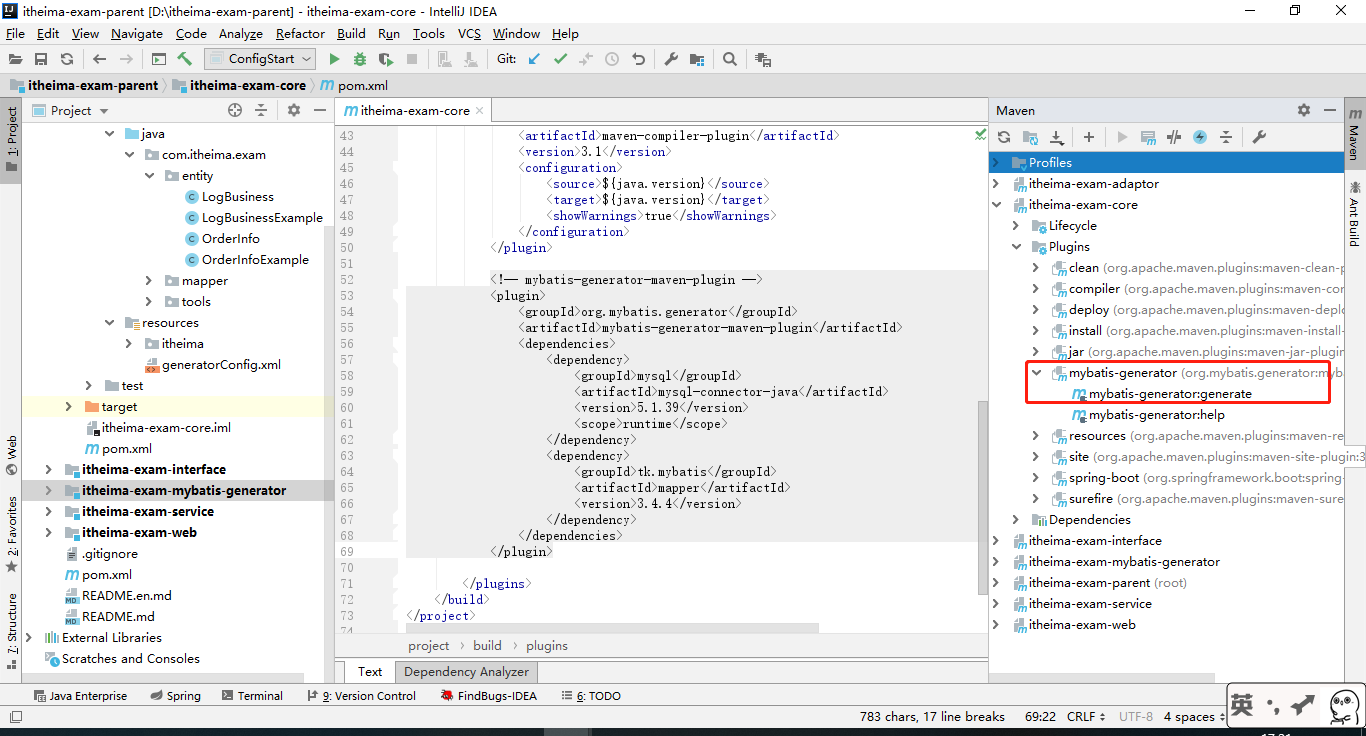 itheima-exam-parent [D:\itheima-exam-parent] - itheima-exam-core - IntelliJ IDEA
File Edit View Navigate Code Analyze Refactor Build Run Tools VCS Window Help
ConfigStart Git:
itheima-exam-parent itheima-exam-core pom.xml
1: Project
Web
2: Favorites
7: Structure
Project
java
com.itheima.exam
entity
LogBusiness
LogBusinessExample
OrderInfo
OrderInfoExample
mapper
tools
resources
itheima
generatorConfig.xml
test
target
itheima-exam-core.iml
pom.xml
itheima-exam-interface
itheima-exam-mybatis-generator
itheima-exam-service
itheima-exam-web
.gitignore
pom.xml
README.en.md
README.md
External Libraries
Scratches and Consoles
itheima-exam-core
43 <artifactId>maven-compiler-plugin</artifactId>
44 <version>3.1</version>
45 <configuration>
46 <source>${java.version}</source>
47 <target>${java.version}</target>
48 <showWarnings>true</showWarnings>
49 </configuration>
50 </plugin>
51
52 <!-- mybatis-generator-maven-plugin -->
53 <plugin>
54 <groupId>org.mybatis.generator</groupId>
55 <artifactId>mybatis-generator-maven-plugin</artifactId>
56 <dependencies>
57 <dependency>
58 <groupId>mysql</groupId>
59 <artifactId>mysql-connector-java</artifactId>
60 <version>5.1.39</version>
61 <scope>runtime</scope>
62 </dependency>
63 <dependency>
64 <groupId>tk.mybatis</groupId>
65 <artifactId>mapper</artifactId>
66 <version>3.4.4</version>
67 </dependency>
68 </dependencies>
69 </plugin>
70
71 </plugins>
72 </build>
73 </project>
74
project build plugins
Text Dependency Analyzer
Maven
Profiles
itheima-exam-adaptor
itheima-exam-core
Lifecycle
Plugins
clean (org.apache.maven.plugins:maven-clean-p
compiler (org.apache.maven.plugins:maven-cor
deploy (org.apache.maven.plugins:maven-deplo
install (org.apache.maven.plugins:maven-install-
jar (org.apache.maven.plugins:maven-jar-plugin
mybatis-generator (org.mybatis.generator:myb
mybatis-generator:generate
mybatis-generator:help
resources (org.apache.maven.plugins:maven-re
site (org.apache.maven.plugins:maven-site-plugin:3
spring-boot (org.springframework.boot:spring-
surefire (org.apache.maven.plugins:maven-sure
Dependencies
itheima-exam-interface
itheima-exam-mybatis-generator
itheima-exam-parent (root)
itheima-exam-service
itheima-exam-web
Maven
Ant Build
Java Enterprise Spring Terminal 9: Version Control FindBugs-IDEA 6: TODO
783 chars, 17 line breaks 69:22 CRLF UTF-8 4 spaces
英